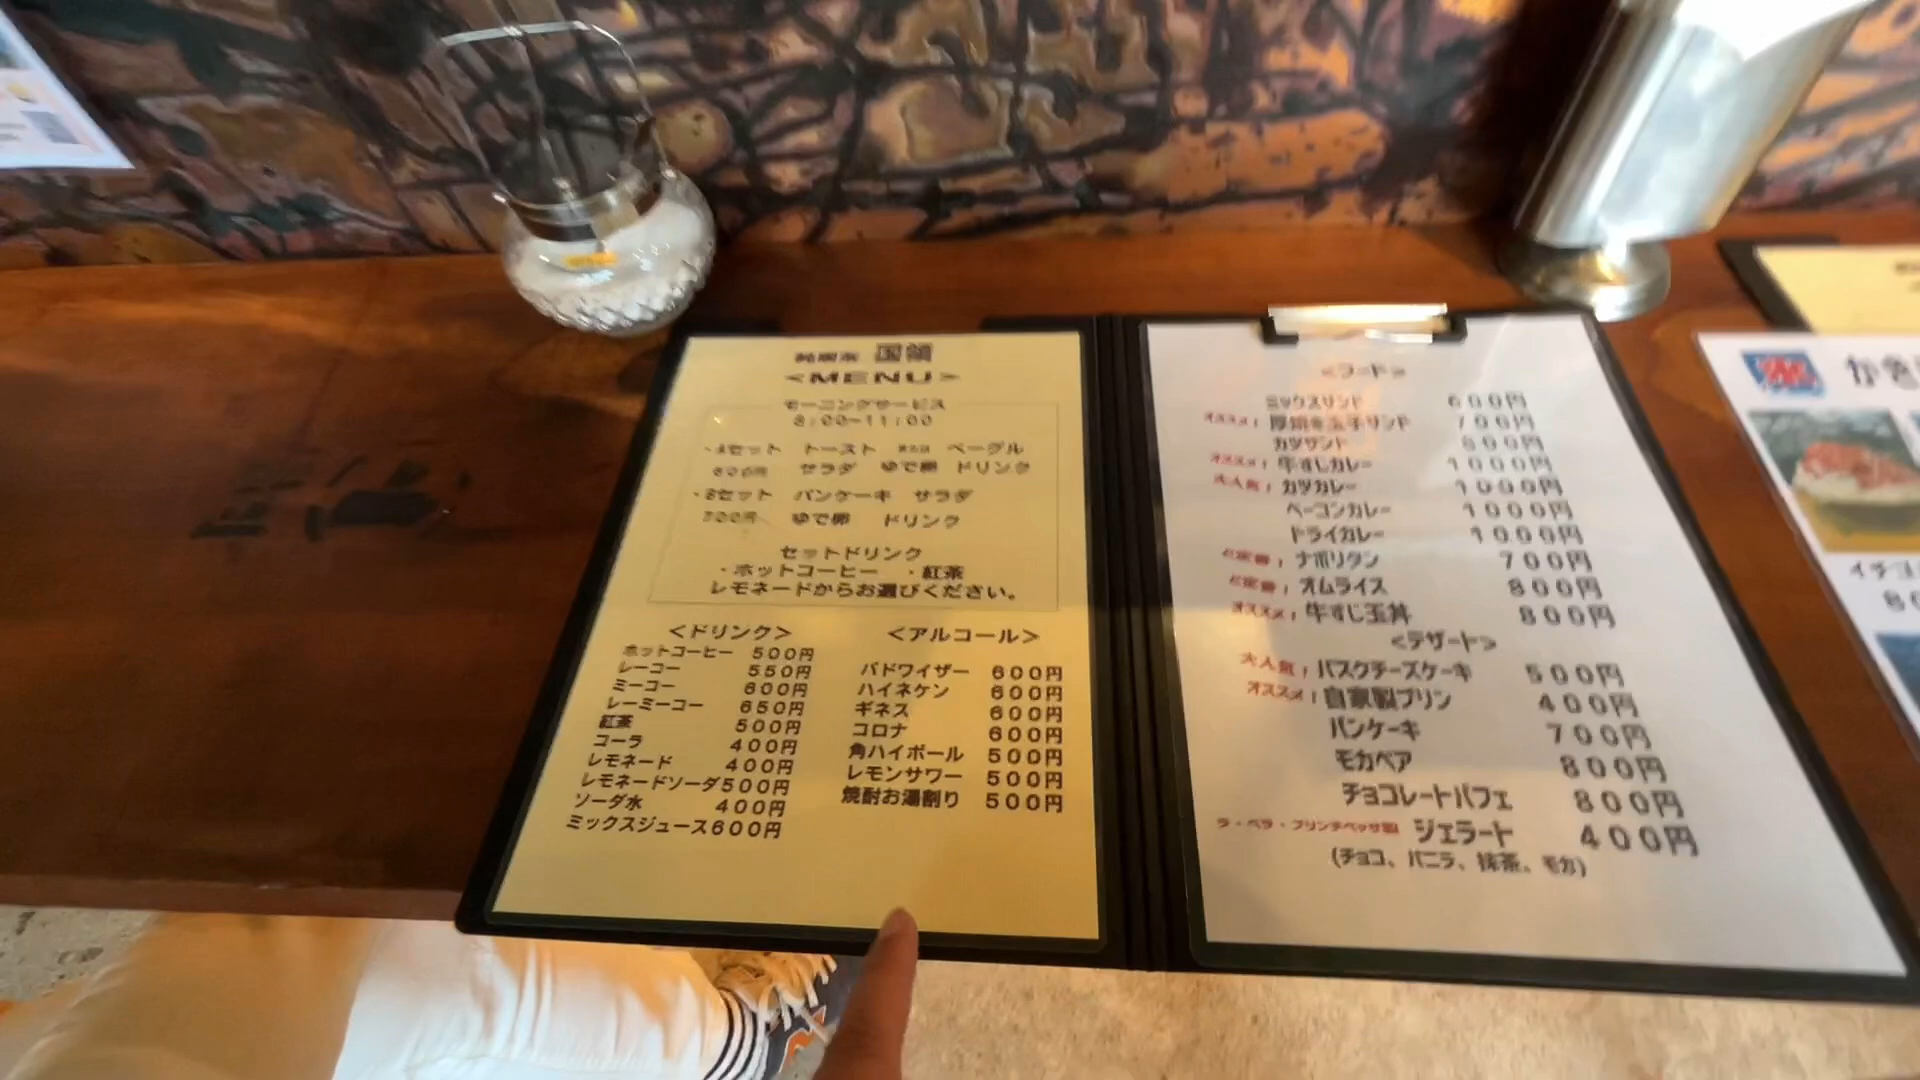 <MENU>
モーニングサービス
8:00~11:00
・Aセット トースト または ベーグル
600円 サラダ ゆで卵 ドリンク
・Bセット パンケーキ サラダ
700円 ゆで卵 ドリンク
セットドリンク
・ホットコーヒー ・紅茶
レモネードからお選びください。
<ドリンク>
ホットコーヒー 500円
レーコー 550円
ミーコー 600円
レーミーコー 650円
紅茶 500円
コーラ 400円
レモネード 400円
レモネードソーダ500円
ソーダ水 400円
ミックスジュース600円
<アルコール>
バドワイザー 600円
ハイネケン 600円
ギネス 600円
コロナ 600円
角ハイボール 500円
レモンサワー 500円
焼酎お湯割り 500円
<フード>
ミックスサンド 600円
オススメ! 厚焼き玉子サンド 700円
カツサンド 800円
オススメ! 牛すじカレー 1000円
大人気! カツカレー 1000円
ベーコンカレー 1000円
ドライカレー 1000円
ど定番! ナポリタン 700円
ど定番! オムライス 800円
オススメ! 牛すじ玉丼 800円
<デザート>
大人気! バスクチーズケーキ 500円
オススメ! 自家製プリン 400円
パンケーキ 700円
モカベア 800円
チョコレートパフェ 800円
ラ・ベラ・プリンチペッサ製 ジェラート 400円
(チョコ、バニラ、抹茶、モカ)
氷 かき